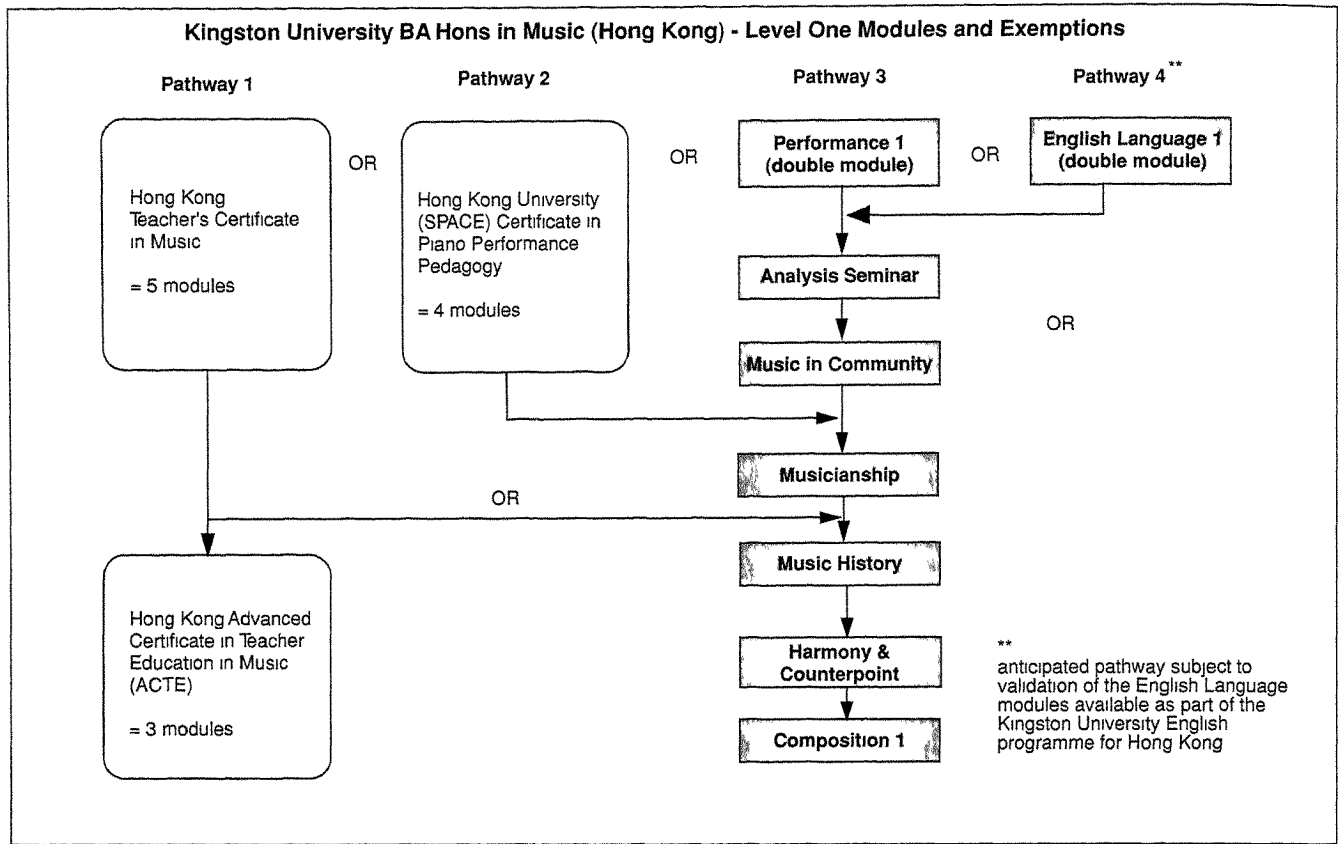 Kingston University BA Hons in Music (Hong Kong) - Level One Modules and Exemptions
Pathway 1
Pathway 2
Pathway 3
Pathway 4**
Hong Kong
Teacher's Certificate
in Music
= 5 modules
OR
Hong Kong University
(SPACE) Certificate in
Piano Performance
Pedagogy
= 4 modules
OR
Performance 1
(double module)
OR
English Language 1
(double module)
Analysis Seminar
OR
Music in Community
Musicianship
OR
Music History
Hong Kong Advanced
Certificate in Teacher
Education in Music
(ACTE)
= 3 modules
Harmony &
Counterpoint
Composition 1
**
anticipated pathway subject to
validation of the English Language
modules available as part of the
Kingston University English
programme for Hong Kong